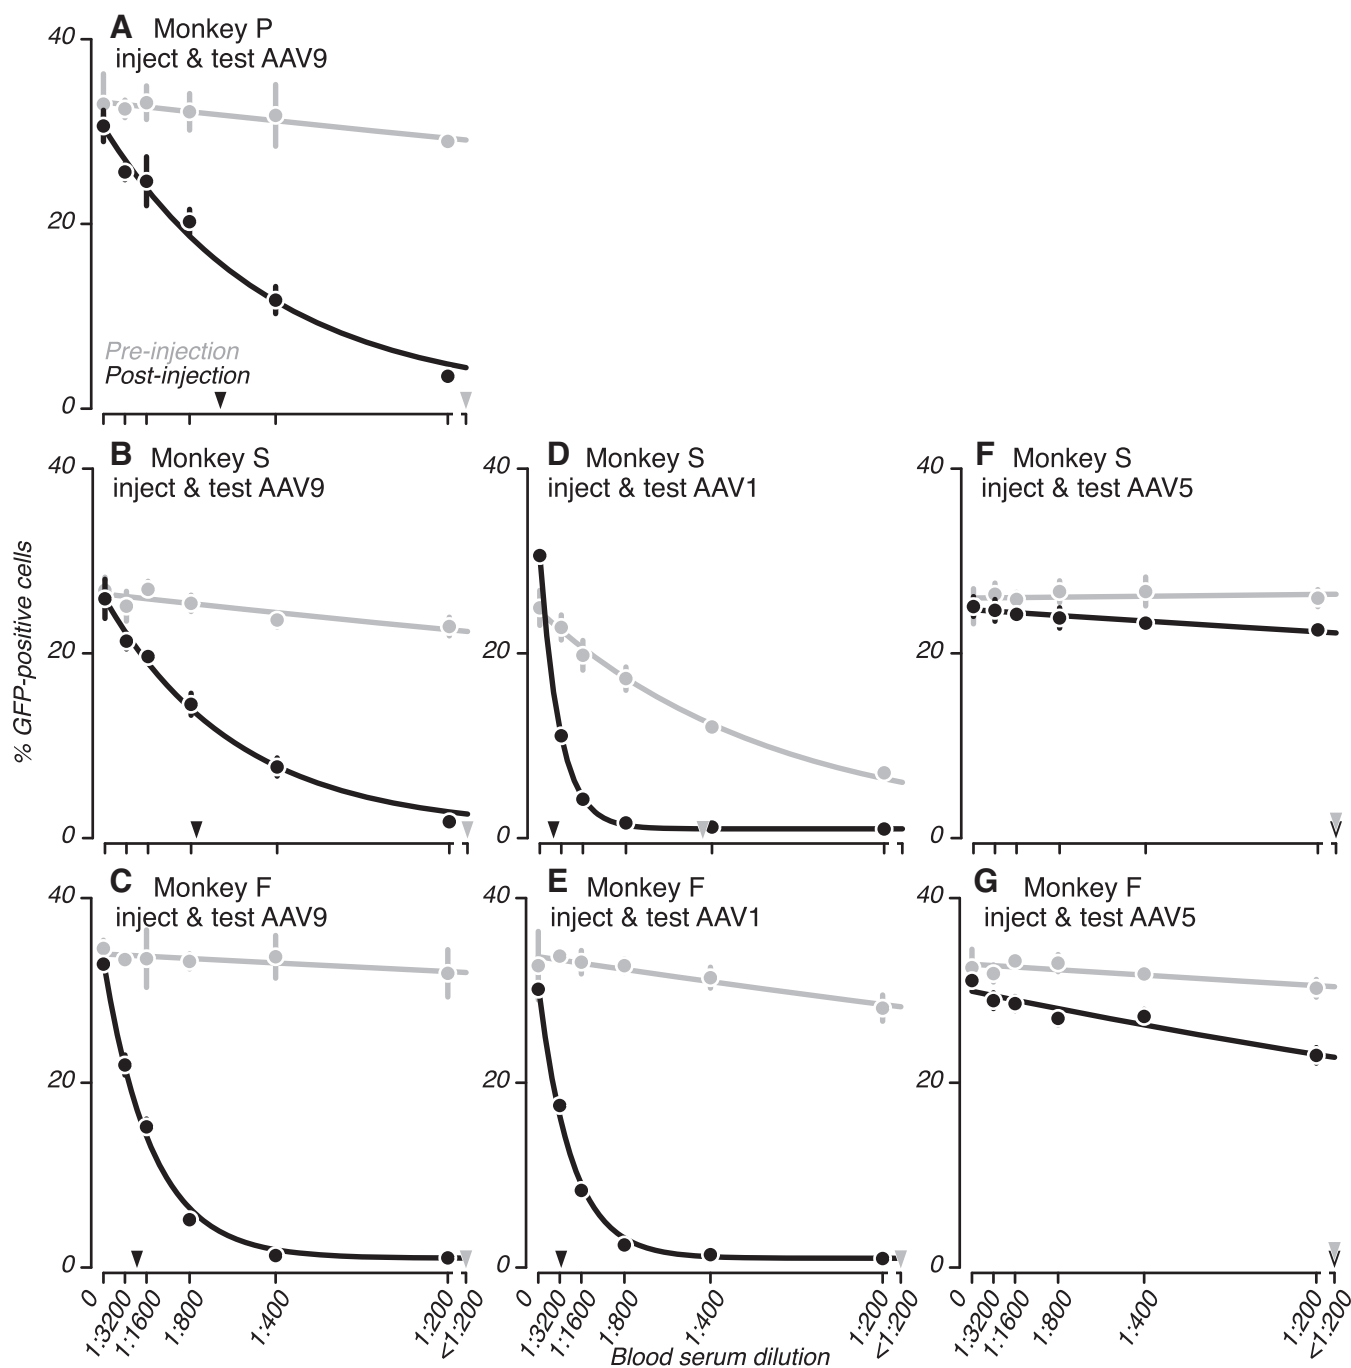 A Monkey P
inject & test AAV9
40
20
0
Pre-injection
Post-injection
B Monkey S
inject & test AAV9
40
20
0
D Monkey S
inject & test AAV1
40
20
0
F Monkey S
inject & test AAV5
40
20
0
% GFP-positive cells
C Monkey F
inject & test AAV9
40
20
0
E Monkey F
inject & test AAV1
40
20
0
G Monkey F
inject & test AAV5
40
20
0
0 1:3200 1:1600 1:800 1:400 1:200 <1:200
0 1:3200 1:1600 1:800 1:400 1:200 <1:200
0 1:3200 1:1600 1:800 1:400 1:200 <1:200
Blood serum dilution